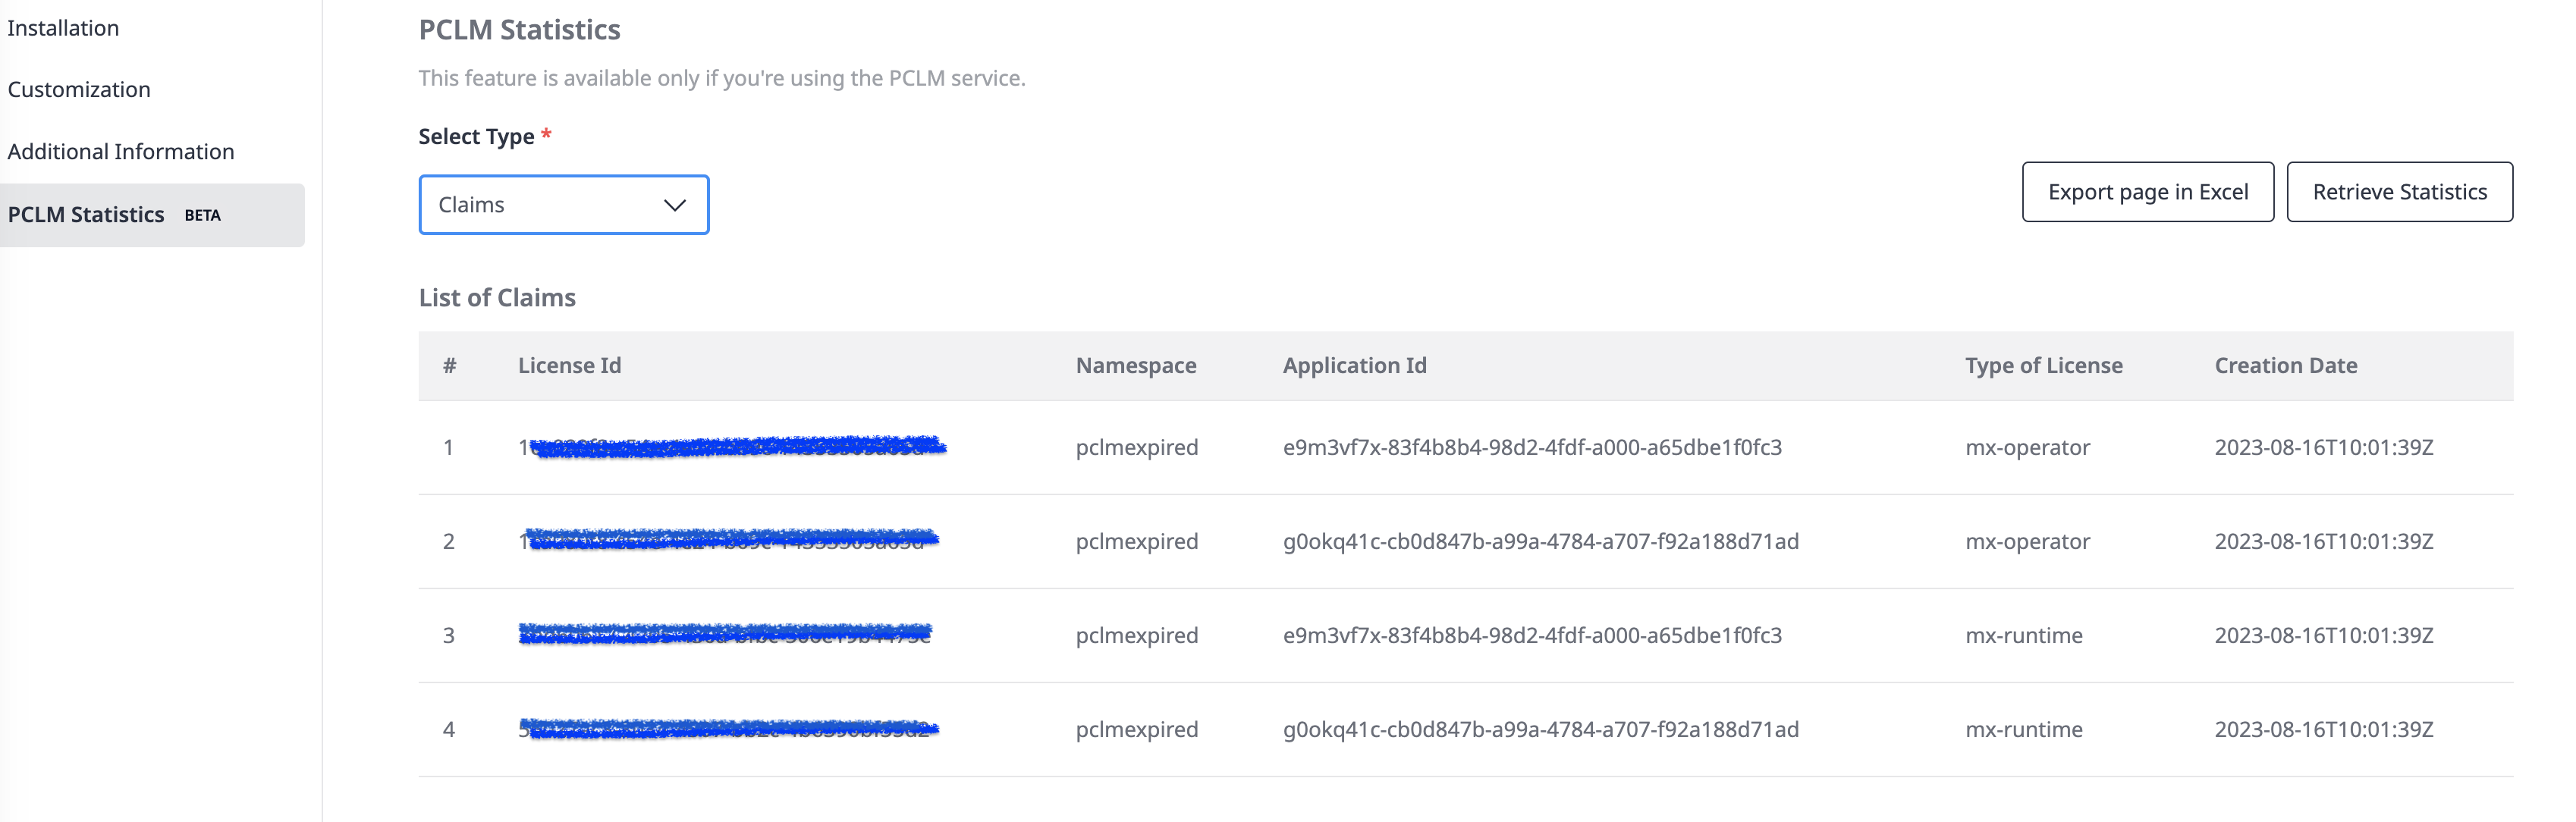 Installation
Customization
Additional Information
PCLM Statistics BETA
PCLM Statistics
This feature is available only if you're using the PCLM service.
Select Type *
Claims
Export page in Excel Retrieve Statistics
List of Claims
# License Id Namespace Application Id Type of License Creation Date
1 pclmexpired e9m3vf7x-83f4b8b4-98d2-4fdf-a000-a65dbe1f0fc3 mx-operator 2023-08-16T10:01:39Z
2 pclmexpired g0okq41c-cb0d847b-a99a-4784-a707-f92a188d71ad mx-operator 2023-08-16T10:01:39Z
3 pclmexpired e9m3vf7x-83f4b8b4-98d2-4fdf-a000-a65dbe1f0fc3 mx-runtime 2023-08-16T10:01:39Z
4 pclmexpired g0okq41c-cb0d847b-a99a-4784-a707-f92a188d71ad mx-runtime 2023-08-16T10:01:39Z